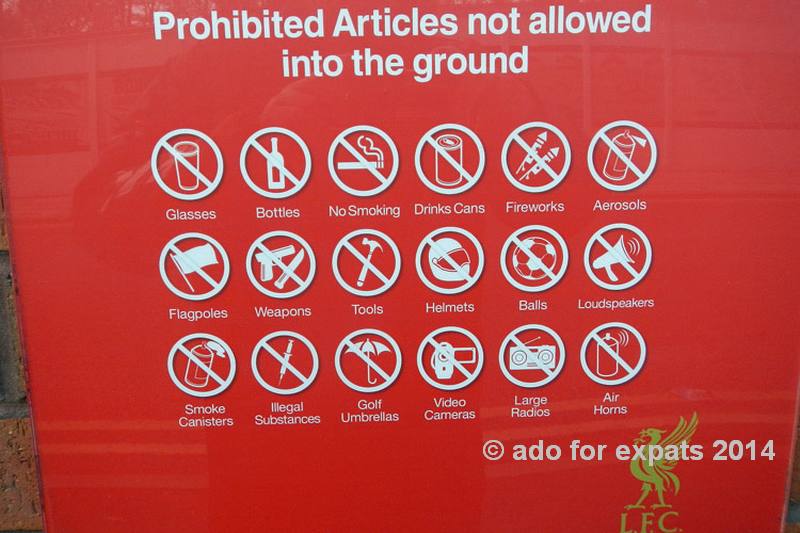 Prohibited Articles not allowed
into the ground
Glasses
Bottles
No Smoking
Drinks Cans
Fireworks
Aerosols
Flagpoles
Weapons
Tools
Helmets
Balls
Loudspeakers
Smoke
Canisters
Illegal
Substances
Golf
Umbrellas
Video
Cameras
Large
Radios
Air
Horns
© ado for expats 2014
L.F.C.